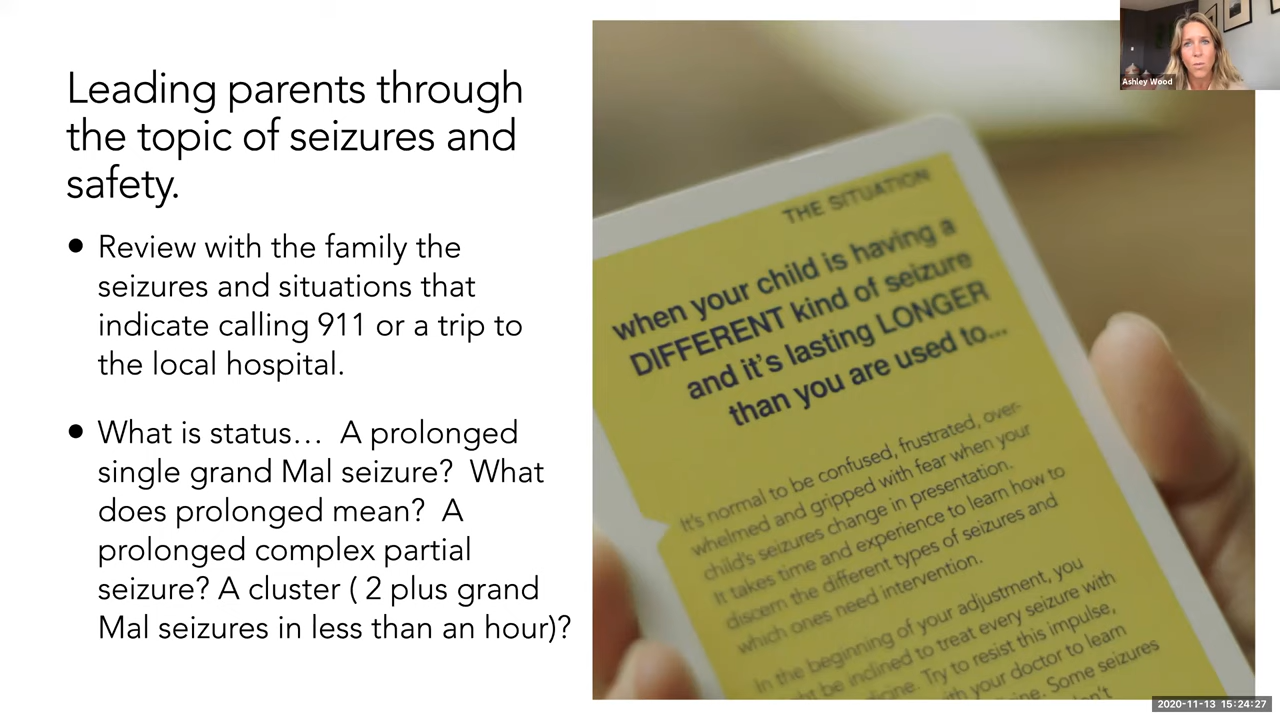 Leading parents through
the topic of seizures and
safety.
● Review with the family the
seizures and situations that
indicate calling 911 or a trip to
the local hospital.
● What is status… A prolonged
single grand Mal seizure? What
does prolonged mean? A
prolonged complex partial
seizure? A cluster ( 2 plus grand
Mal seizures in less than an hour)?
THE SITUATION
when your child is having a
DIFFERENT kind of seizure
and it's lasting LONGER
than you are used to...
It's normal to be confused, frustrated, over-
whelmed and gripped with fear when your
child's seizures change in presentation.
It takes time and experience to learn how to
discern the different types of seizures and
which ones need intervention.
In the beginning of your adjustment, you
be inclined to treat every seizure with
Try to resist this impulse,
your doctor to learn
Some seizures
Ashley Wood
2020-11-13 15:24:27